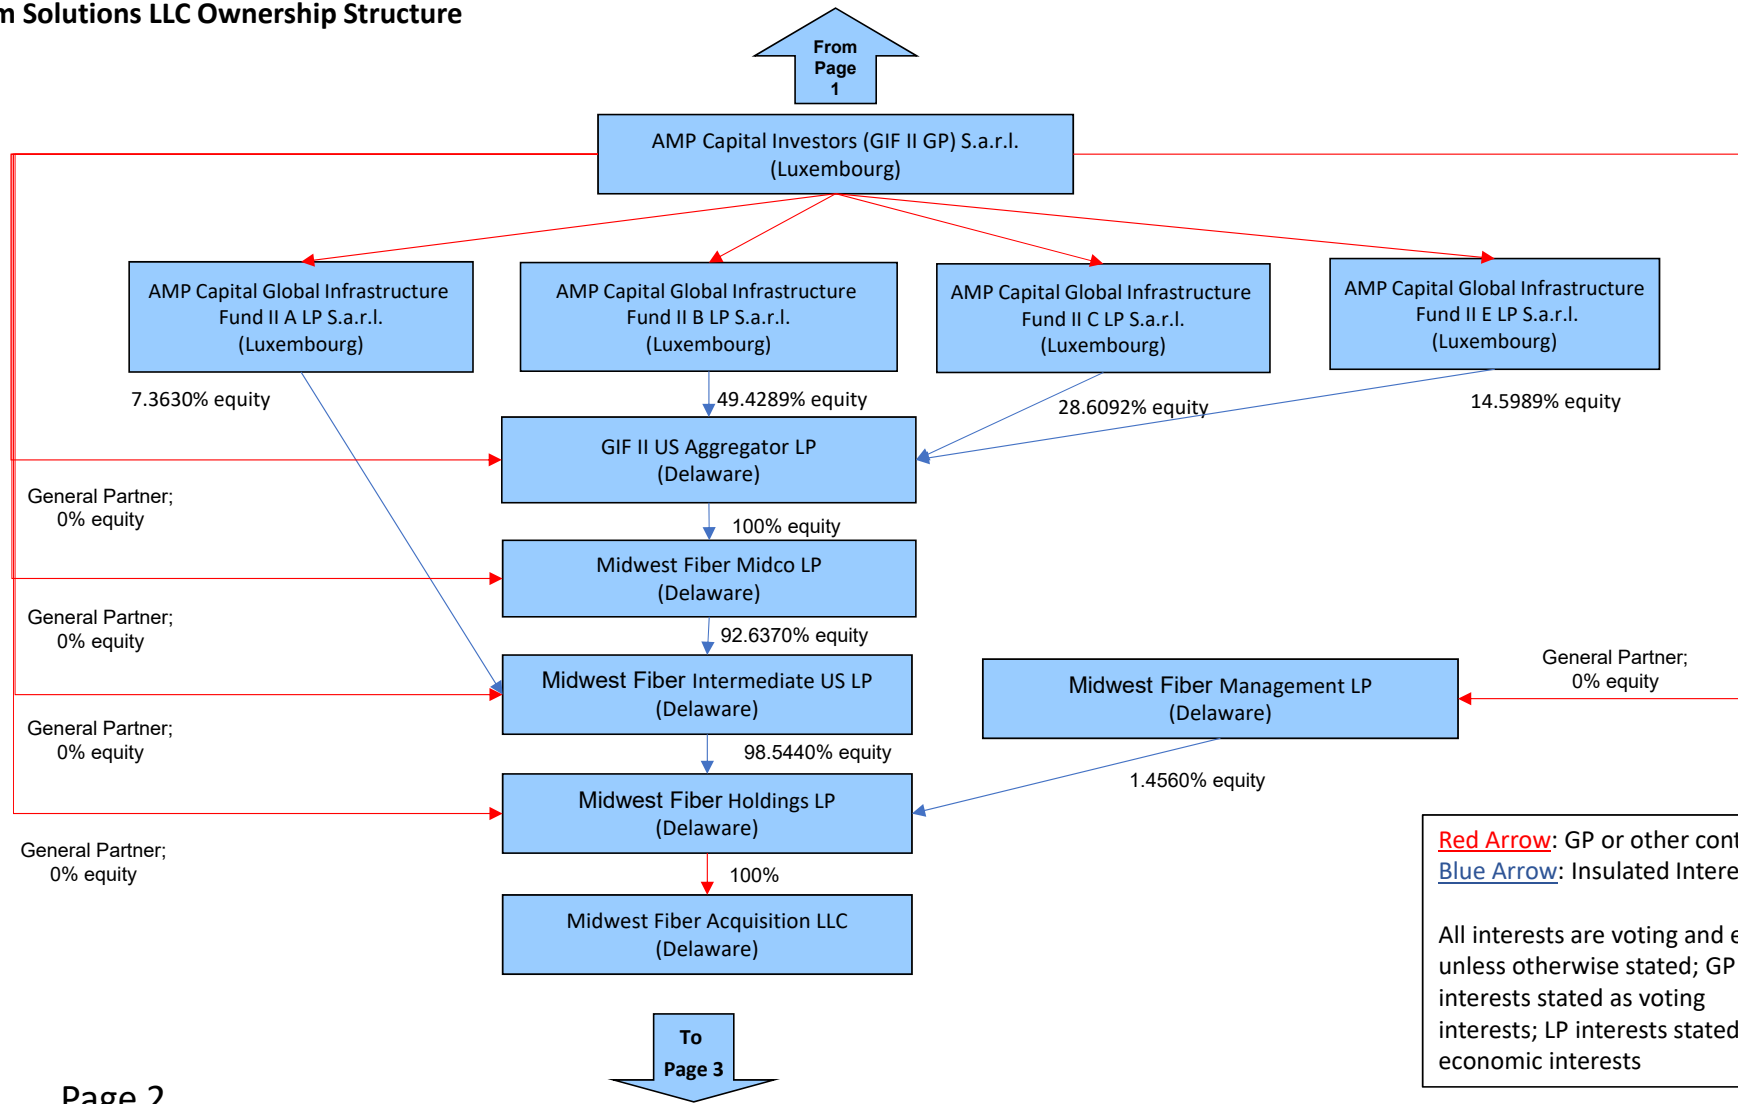 m Solutions LLC Ownership Structure
From
Page
1
AMP Capital Investors (GIF II GP) S.a.r.l.
(Luxembourg)
AMP Capital Global Infrastructure
Fund II A LP S.a.r.l.
(Luxembourg)
AMP Capital Global Infrastructure
Fund II B LP S.a.r.l.
(Luxembourg)
AMP Capital Global Infrastructure
Fund II C LP S.a.r.l.
(Luxembourg)
AMP Capital Global Infrastructure
Fund II E LP S.a.r.l.
(Luxembourg)
7.3630% equity
49.4289% equity
28.6092% equity
14.5989% equity
GIF II US Aggregator LP
(Delaware)
General Partner;
0% equity
100% equity
Midwest Fiber Midco LP
(Delaware)
General Partner;
0% equity
92.6370% equity
Midwest Fiber Intermediate US LP
(Delaware)
Midwest Fiber Management LP
(Delaware)
General Partner;
0% equity
General Partner;
0% equity
98.5440% equity
1.4560% equity
Midwest Fiber Holdings LP
(Delaware)
General Partner;
0% equity
100%
Midwest Fiber Acquisition LLC
(Delaware)
Red Arrow: GP or other cont
Blue Arrow: Insulated Intere
All interests are voting and e
unless otherwise stated; GP
interests stated as voting
interests; LP interests stated
economic interests
To
Page 3
Page 2